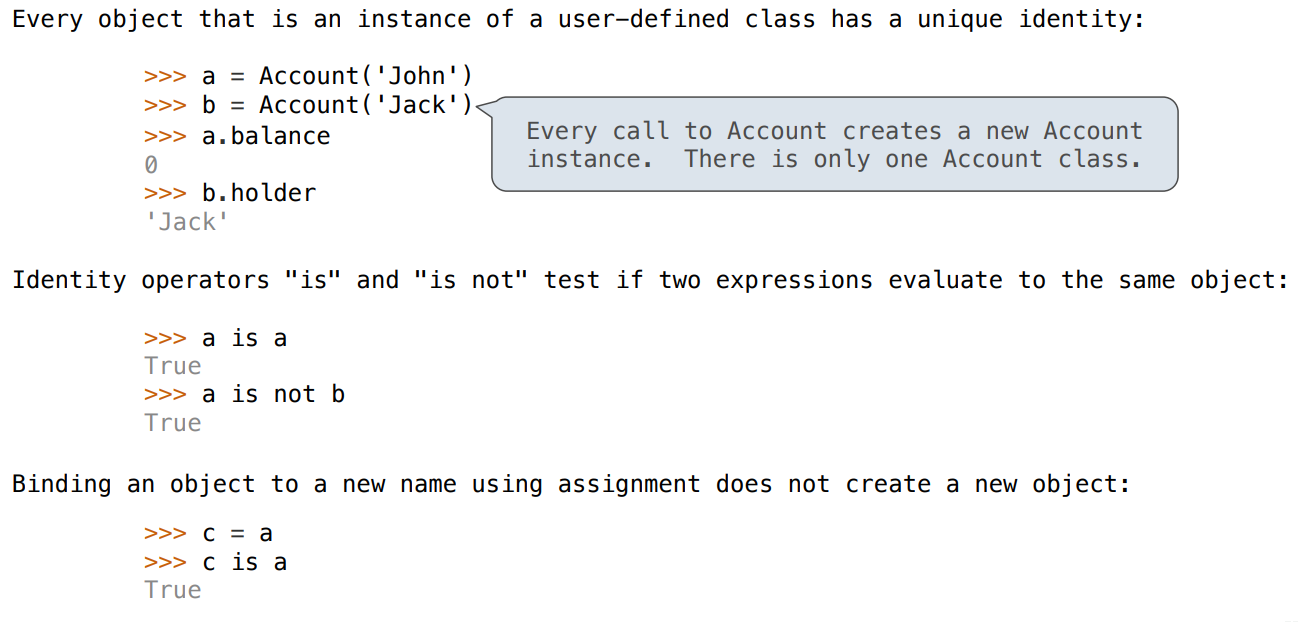 Every object that is an instance of a user-defined class has a unique identity:
>>> a = Account('John')
>>> b = Account('Jack')
Every call to Account creates a new Account
instance.  There is only one Account class.
>>> a.balance
0
>>> b.holder
'Jack'
Identity operators "is" and "is not" test if two expressions evaluate to the same object:
>>> a is a
True
>>> a is not b
True
Binding an object to a new name using assignment does not create a new object:
>>> c = a
>>> c is a
True